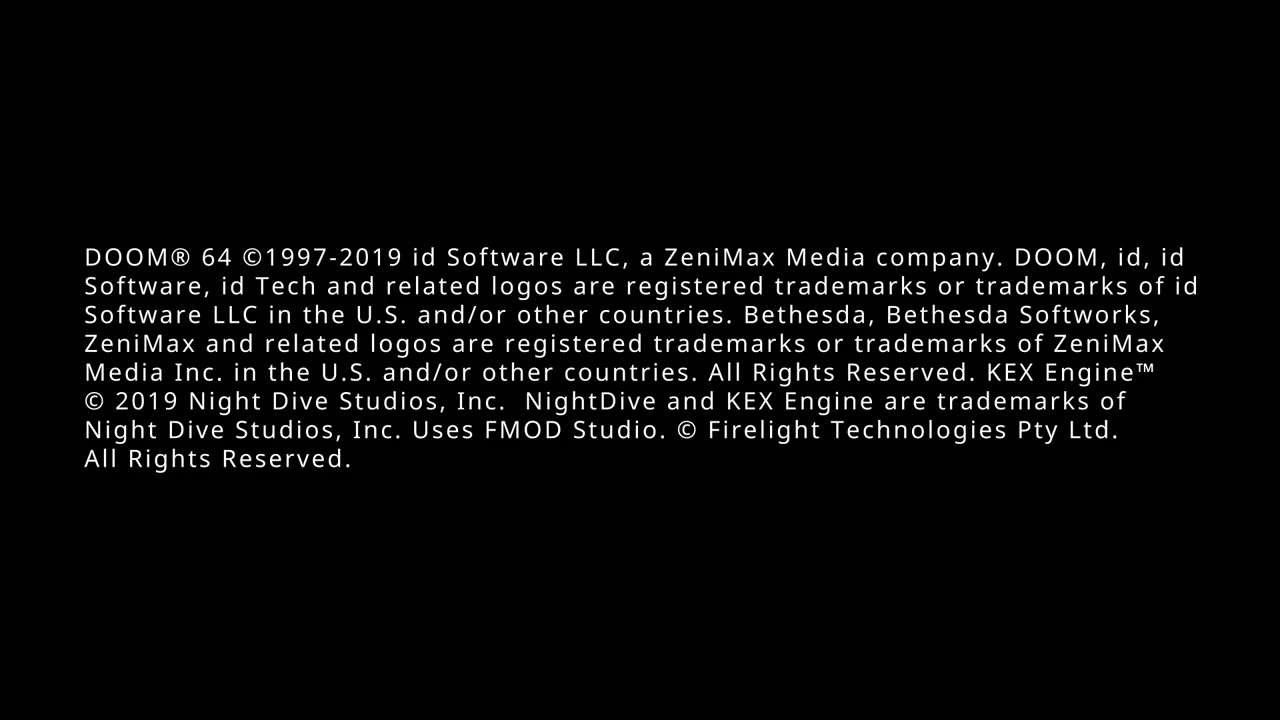 DOOM® 64 ©1997-2019 id Software LLC, a ZeniMax Media company. DOOM, id, id
Software, id Tech and related logos are registered trademarks or trademarks of id
Software LLC in the U.S. and/or other countries. Bethesda, Bethesda Softworks,
ZeniMax and related logos are registered trademarks or trademarks of ZeniMax
Media Inc. in the U.S. and/or other countries. All Rights Reserved. KEX Engine™
© 2019 Night Dive Studios, Inc.  NightDive and KEX Engine are trademarks of
Night Dive Studios, Inc. Uses FMOD Studio. © Firelight Technologies Pty Ltd.
All Rights Reserved.